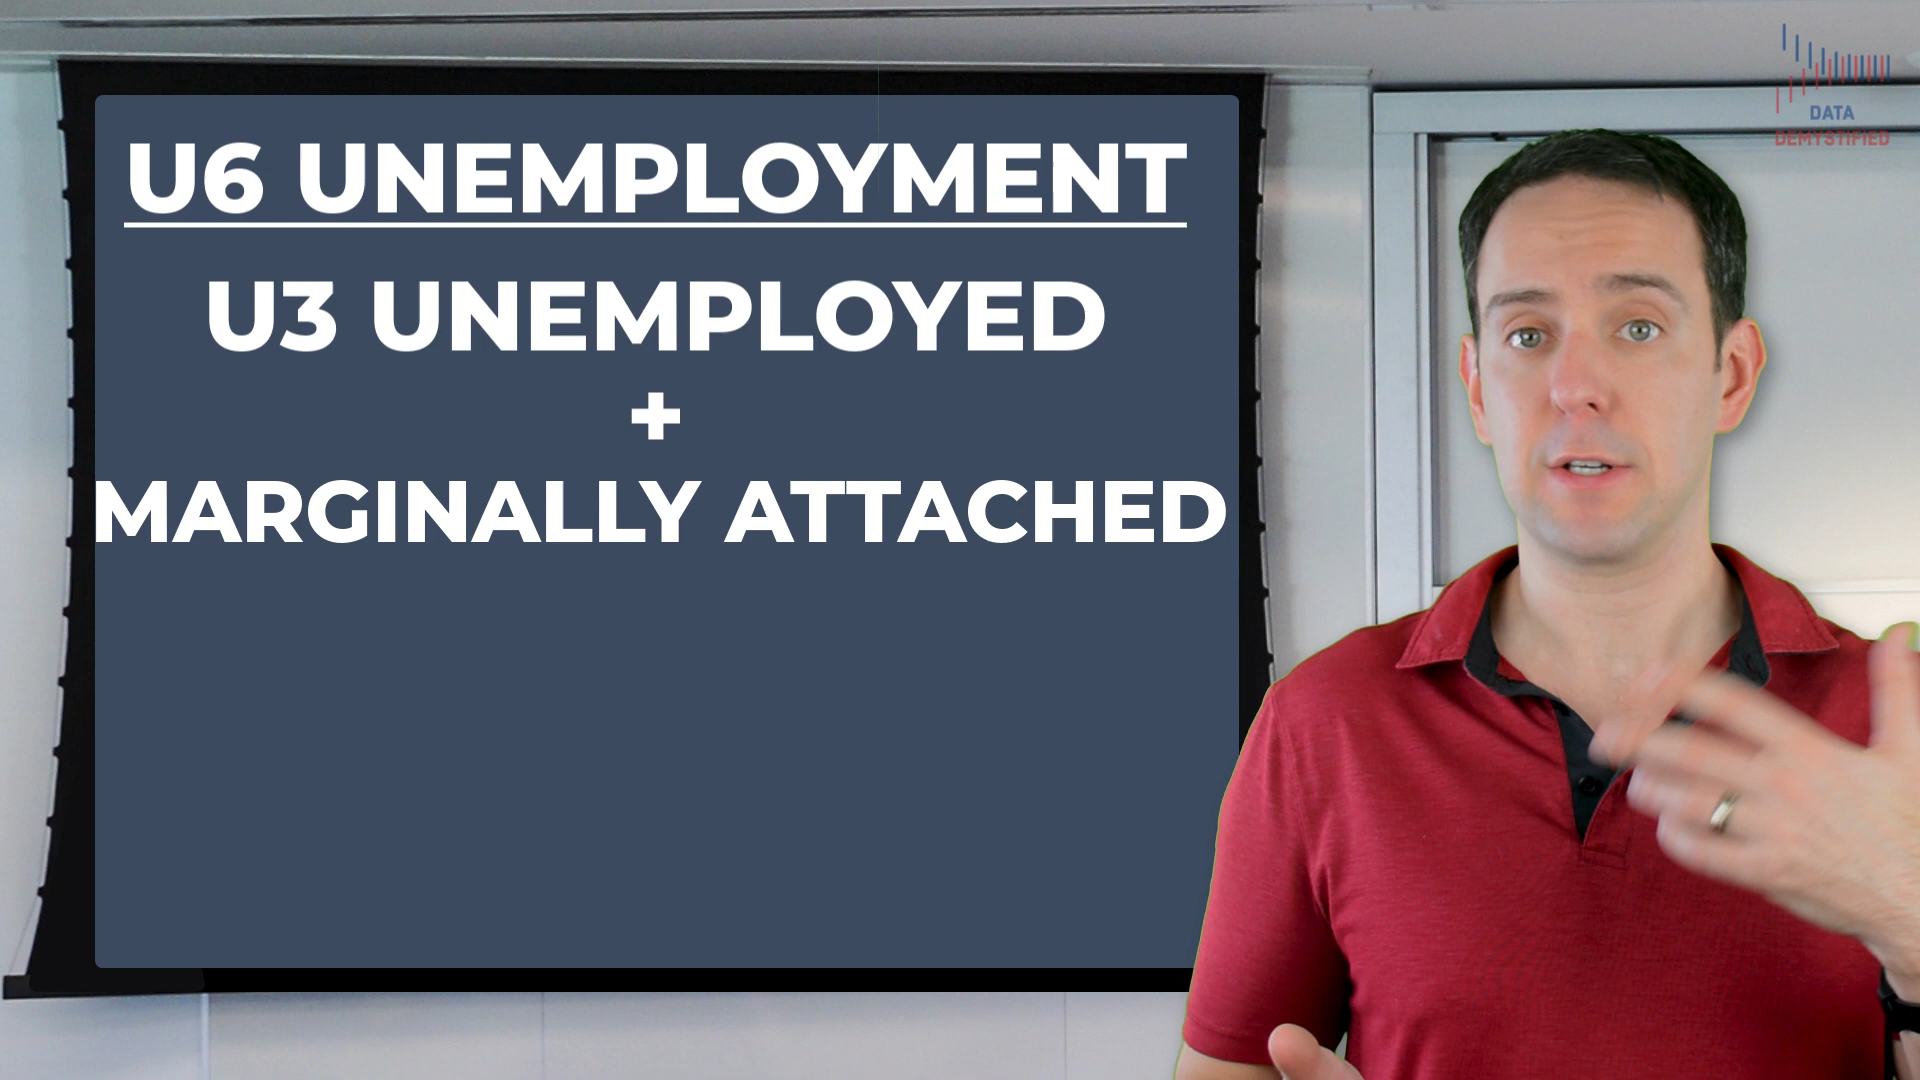 U6 UNEMPLOYMENT
U3 UNEMPLOYED
+
MARGINALLY ATTACHED
DATA
DEMYSTIFIED